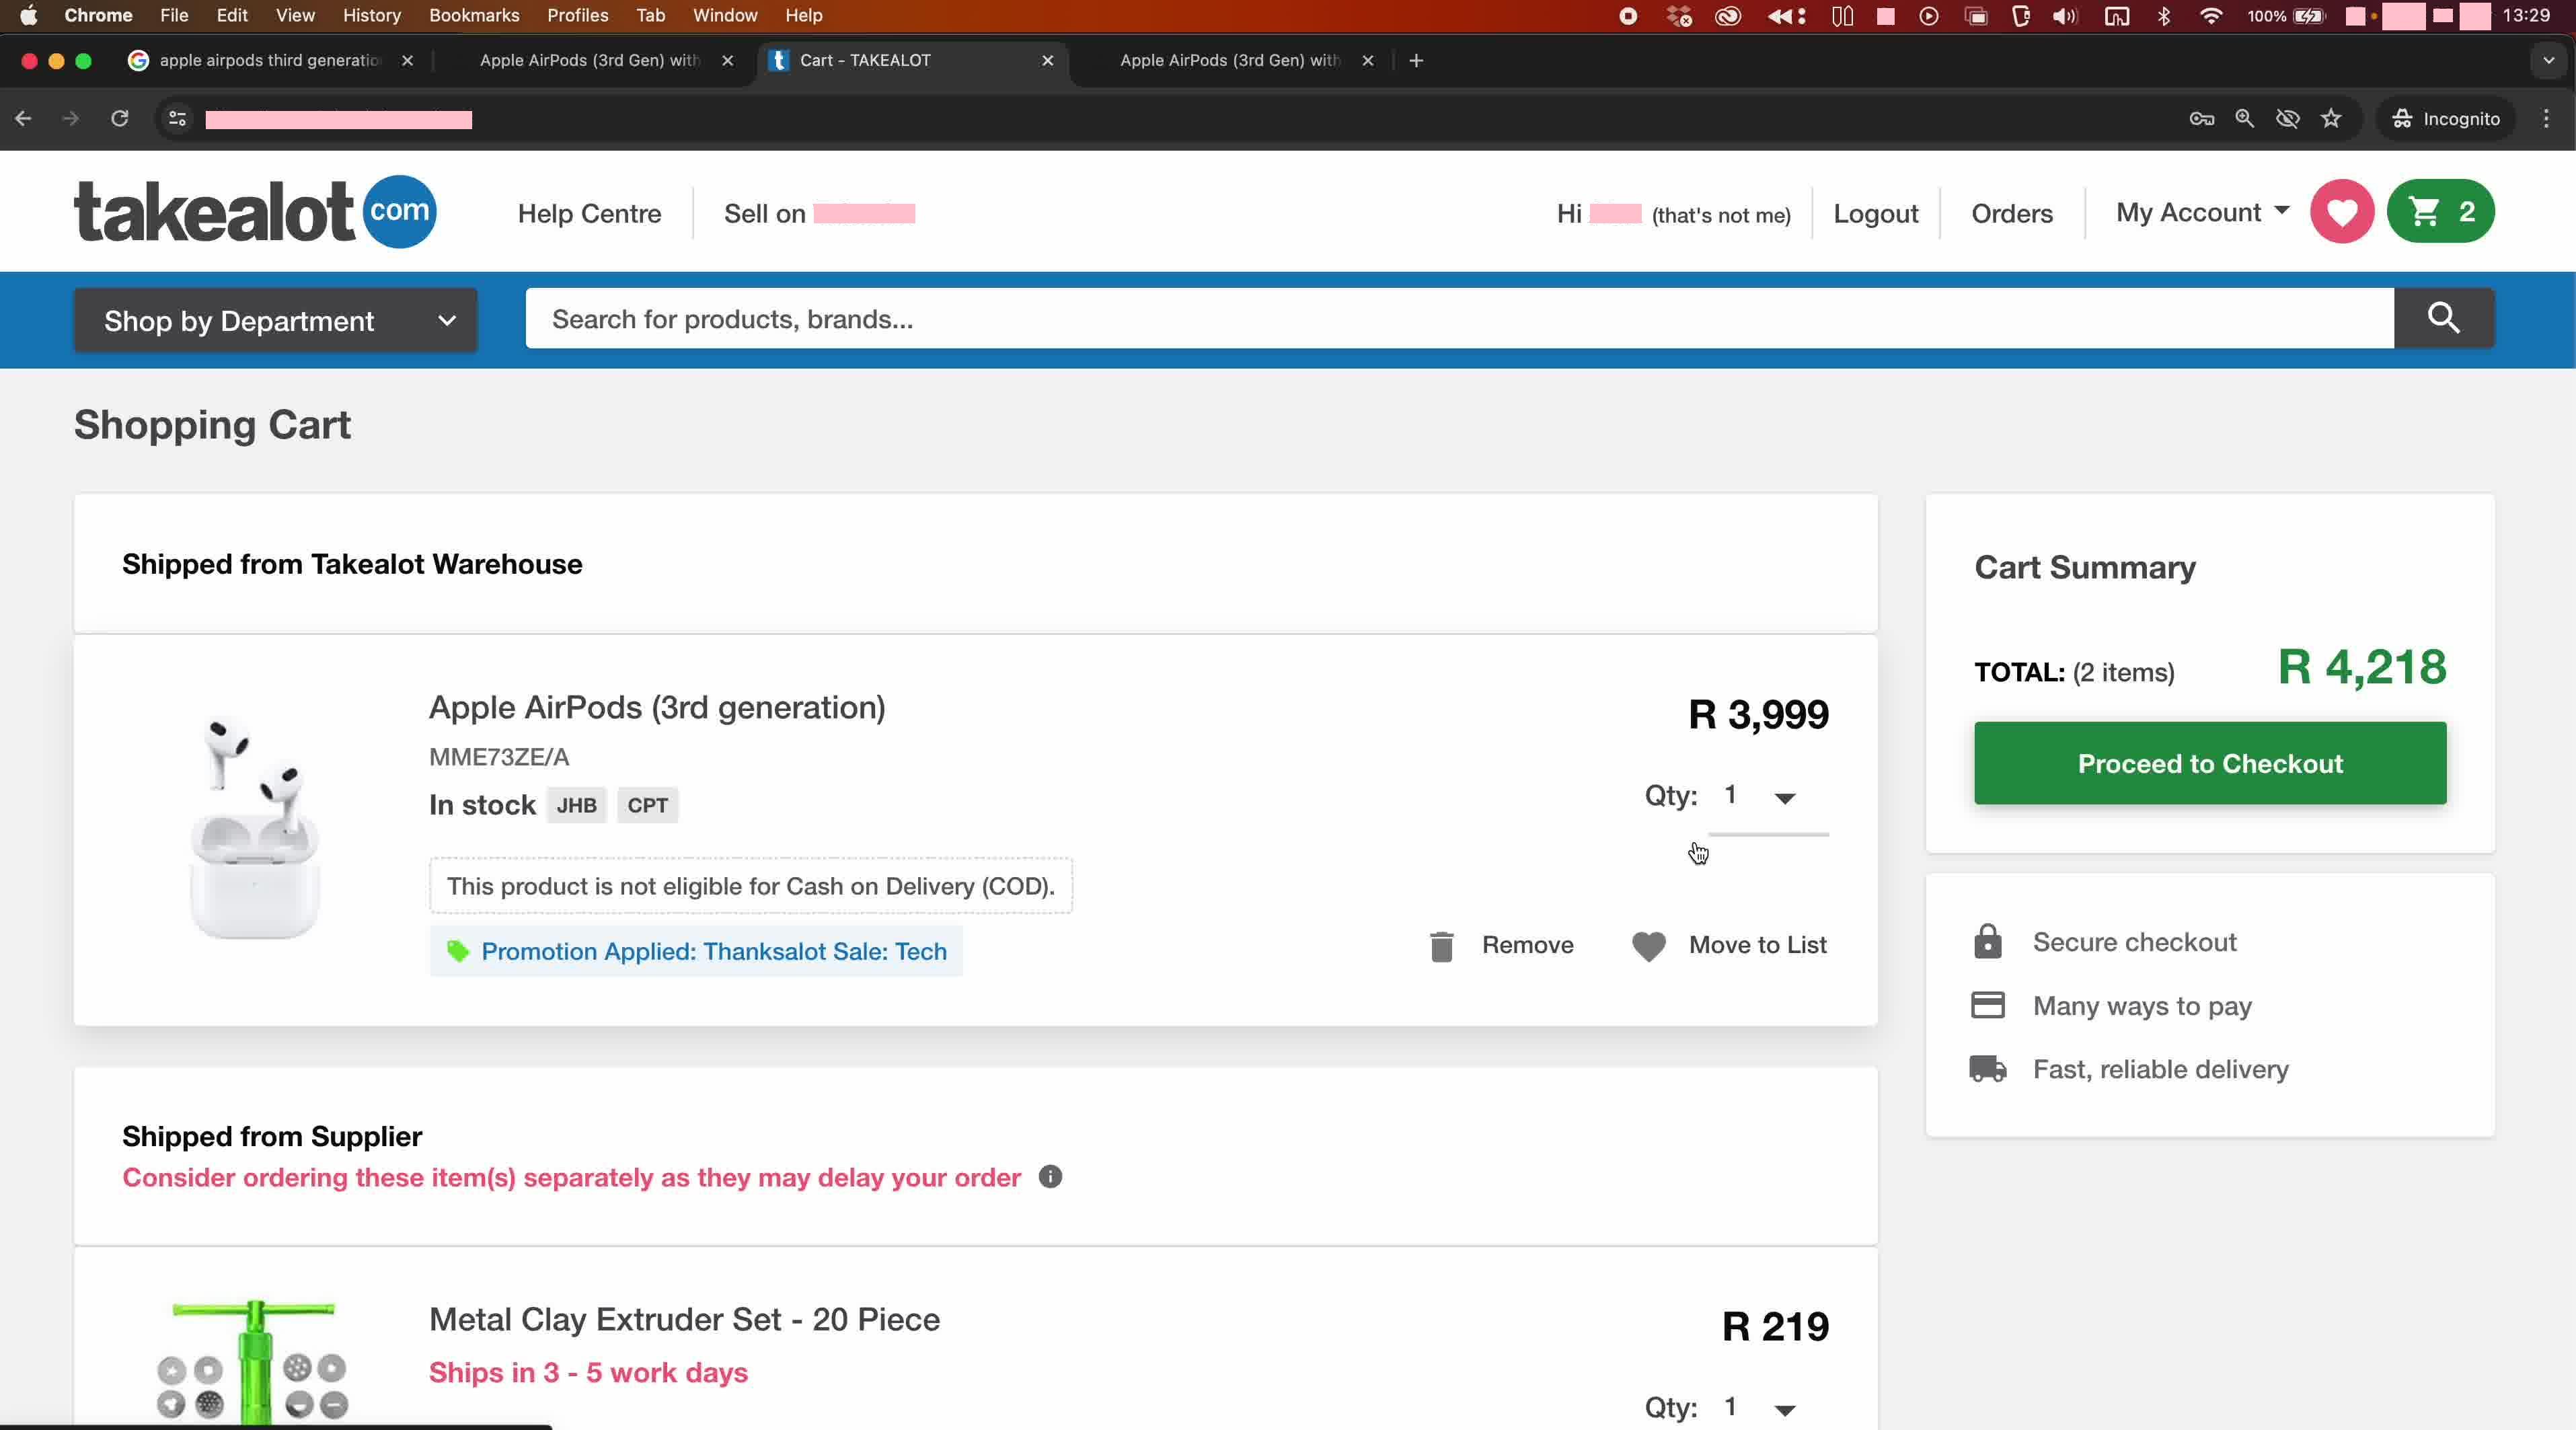 Chrome File Edit View History Bookmarks Profiles Tab Window Help 100% 13:29
apple airpods third generatio Apple AirPods (3rd Gen) with Cart - TAKEALOT Apple AirPods (3rd Gen) with
Incognito
takealot com Help Centre Sell on Hi (that's not me) Logout Orders My Account 2
Shop by Department Search for products, brands...
Shopping Cart
Shipped from Takealot Warehouse
Apple AirPods (3rd generation)
R 3,999
MME73ZE/A
In stock JHB CPT
Qty: 1
This product is not eligible for Cash on Delivery (COD).
Promotion Applied: Thanksalot Sale: Tech
Remove Move to List
Shipped from Supplier
Consider ordering these item(s) separately as they may delay your order
Metal Clay Extruder Set - 20 Piece
R 219
Ships in 3 - 5 work days
Qty: 1
Cart Summary
TOTAL: (2 items) R 4,218
Proceed to Checkout
Secure checkout
Many ways to pay
Fast, reliable delivery